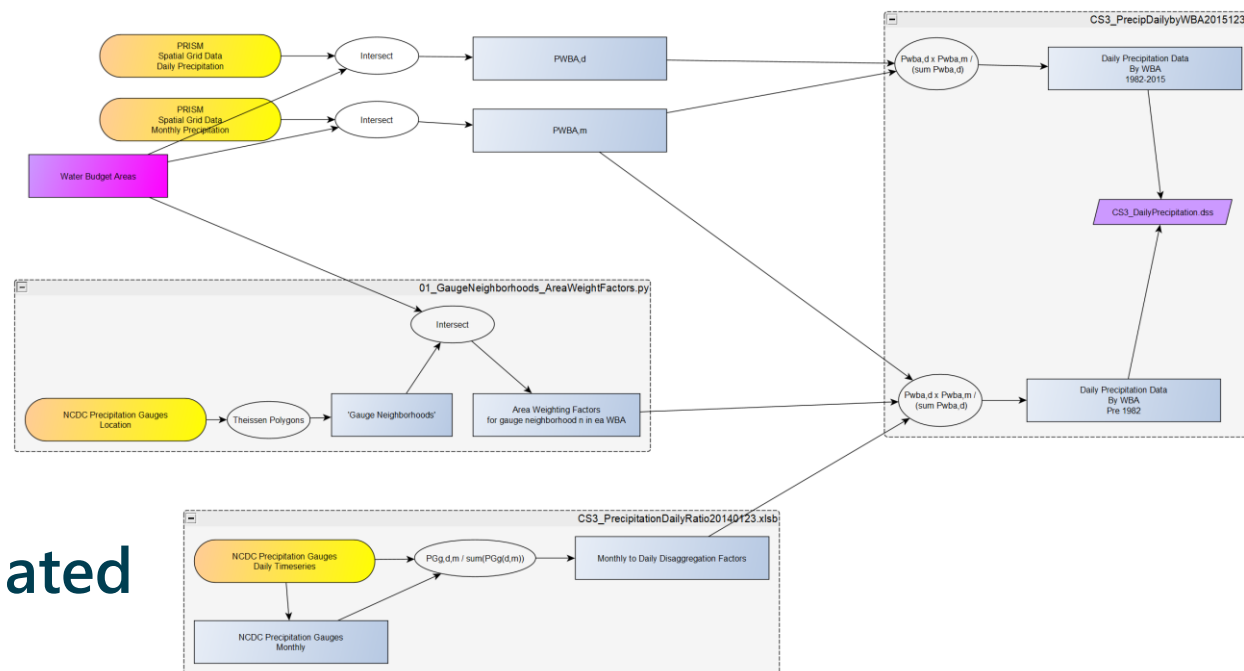 CS3_PrecipDailybyWBA2015123
PRISM
Spatial Grid Data
Daily Precipitation
Intersect
PWBA,d
Pwba,d x Pwba,m /
(sum Pwba,d)
Daily Precipitation Data
By WBA
1982-2015
PRISM
Spatial Grid Data
Monthly Precipitation
Intersect
PWBA,m
Water Budget Areas
CS3_DailyPrecipitation.dss
01_GaugeNeighborhoods_AreaWeightFactors.py
Intersect
NCDC Precipitation Gauges
Location
Theissen Polygons
'Gauge Neighborhoods'
Area Weighting Factors
for gauge neighborhood n in ea WBA
Pwba,d x Pwba,m /
(sum Pwba,d)
Daily Precipitation Data
By WBA
Pre 1982
CS3_PrecipitationDailyRatio20140123.xlsb
NCDC Precipitation Gauges
Daily Timeseries
PGg,d,m / sum(PGg(d,m))
Monthly to Daily Disaggregation Factors
ated
NCDC Precipitation Gauges
Monthly